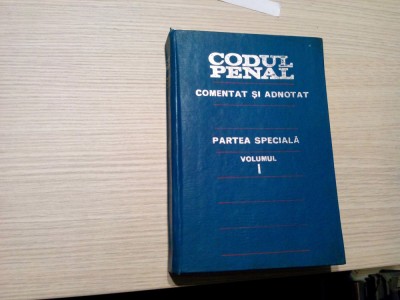 CODUL
PENAL
COMENTAT ȘI ADNOTAT
PARTEA SPECIALĂ
VOLUMUL
I